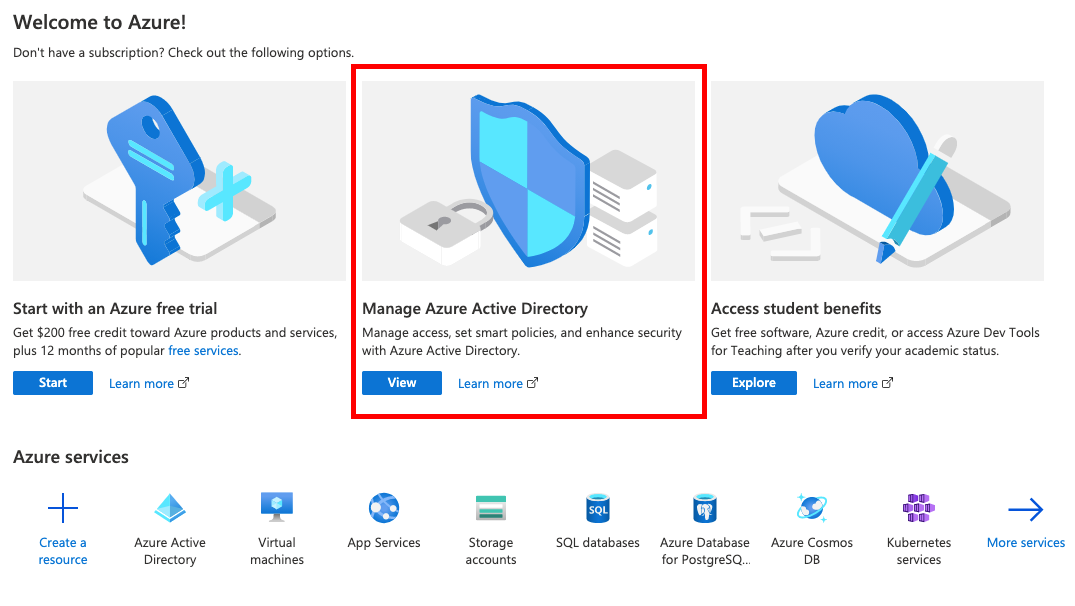 Welcome to Azure!
Don't have a subscription? Check out the following options.
Start with an Azure free trial
Get $200 free credit toward Azure products and services,
plus 12 months of popular free services.
Start Learn more
Manage Azure Active Directory
Manage access, set smart policies, and enhance security
with Azure Active Directory.
View Learn more
Access student benefits
Get free software, Azure credit, or access Azure Dev Tools
for Teaching after you verify your academic status.
Explore Learn more
Azure services
Create a
resource
Azure Active
Directory
Virtual
machines
App Services
Storage
accounts
SQL
SQL databases
Azure Database
for PostgreSQ...
Azure Cosmos
DB
Kubernetes
services
More services